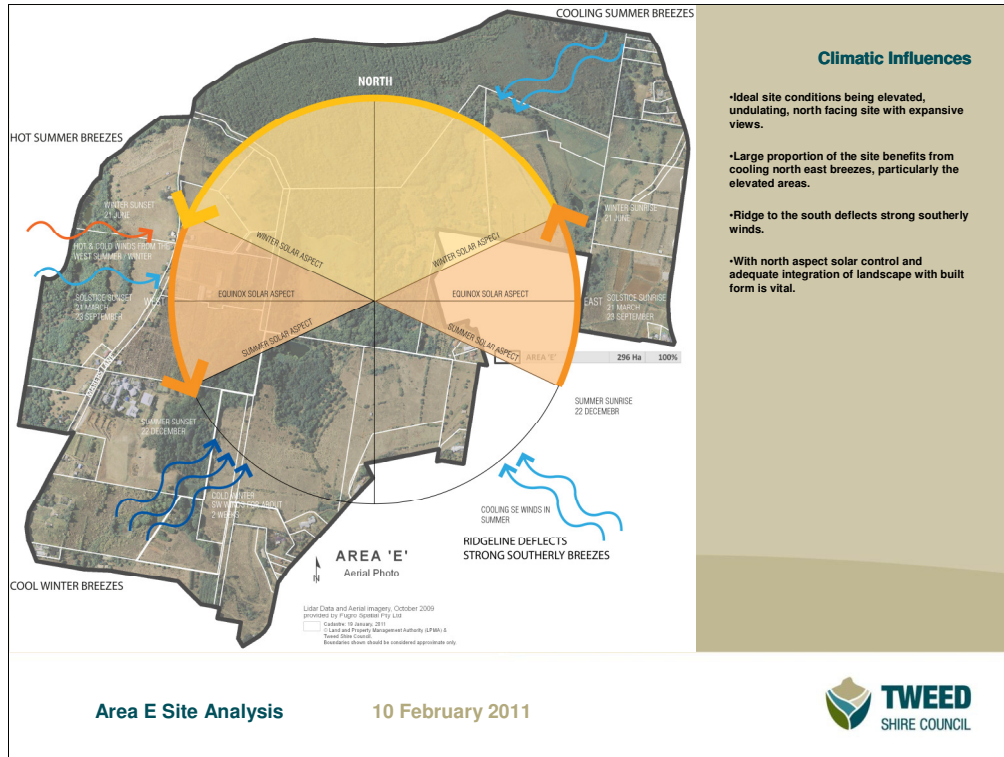 COOLING SUMMER BREEZES
NORTH
HOT SUMMER BREEZES
WINTER SUNSET
21 JUNE
WINTER SUNRISE
21 JUNE
HOT & COLD WINDS FROM THE
WEST SUMMER / WINTER
WINTER SOLAR ASPECT
WINTER SOLAR ASPECT
SOLSTICE SUNSET
21 MARCH
23 SEPTEMBER
WEST
EQUINOX SOLAR ASPECT
EQUINOX SOLAR ASPECT
EAST
SOLSTICE SUNRISE
21 MARCH
23 SEPTEMBER
SUMMER SOLAR ASPECT
SUMMER SOLAR ASPECT
AREA 'E' 296 Ha 100%
SUMMER SUNRISE
22 DECEMEBR
SUMMER SUNSET
22 DECEMBER
COLD WINTER
SW WINDS FOR ABOUT
2 WEEKS
COOLING SE WINDS IN
SUMMER
RIDGELINE DEFLECTS
STRONG SOUTHERLY BREEZES
COOL WINTER BREEZES
N
AREA 'E'
Aerial Photo
Lidar Data and Aerial imagery, October 2009
provided by Fugro Spatial Pty Ltd
Cadastre: 19 January, 2011
© Land and Property Management Authority (LPMA) &
Tweed Shire Council.
Boundaries shown should be considered approximate only.
Climatic Influences
•Ideal site conditions being elevated,
undulating, north facing site with expansive
views.
•Large proportion of the site benefits from
cooling north east breezes, particularly the
elevated areas.
•Ridge to the south deflects strong southerly
winds.
•With north aspect solar control and
adequate integration of landscape with built
form is vital.
Area E Site Analysis
10 February 2011
TWEED
SHIRE COUNCIL